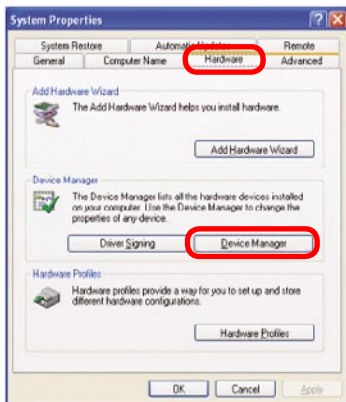 System Properties
System Restore Automatic Updates Remote
General Computer Name Hardware Advanced
Add Hardware Wizard
The Add Hardware Wizard helps you install hardware.
Add Hardware Wizard
Device Manager
The Device Manager lists all the hardware devices installed
on your computer. Use the Device Manager to change the
properties of any device.
Driver Signing Device Manager
Hardware Profiles
Hardware profiles provide a way for you to set up and store
different hardware configurations.
Hardware Profiles
OK Cancel Apply